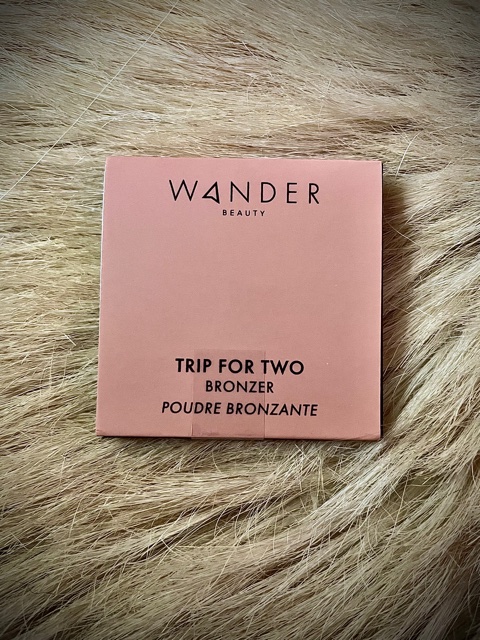 WANDER
BEAUTY
TRIP FOR TWO
BRONZER
POUDRE BRONZANTE